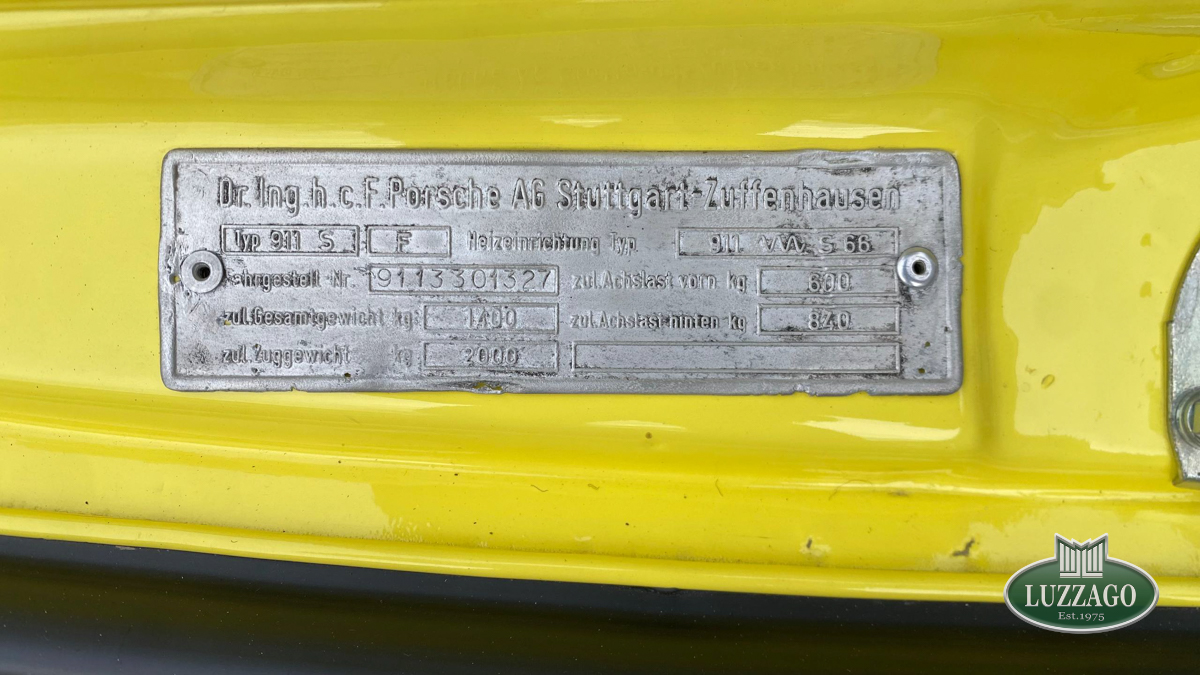 Dr. Ing. h. c. F. Porsche AG Stuttgart-Zuffenhausen
Typ 911 S F Heizeinrichtung Typ 911 S 66
Fahrgestell-Nr. 9113301327 zul. Achslast vorn kg 600
zul. Gesamtgewicht kg 1400 zul. Achslast hinten kg 840
zul. Zuggewicht kg 2000
LUZZAGO
Est. 1975